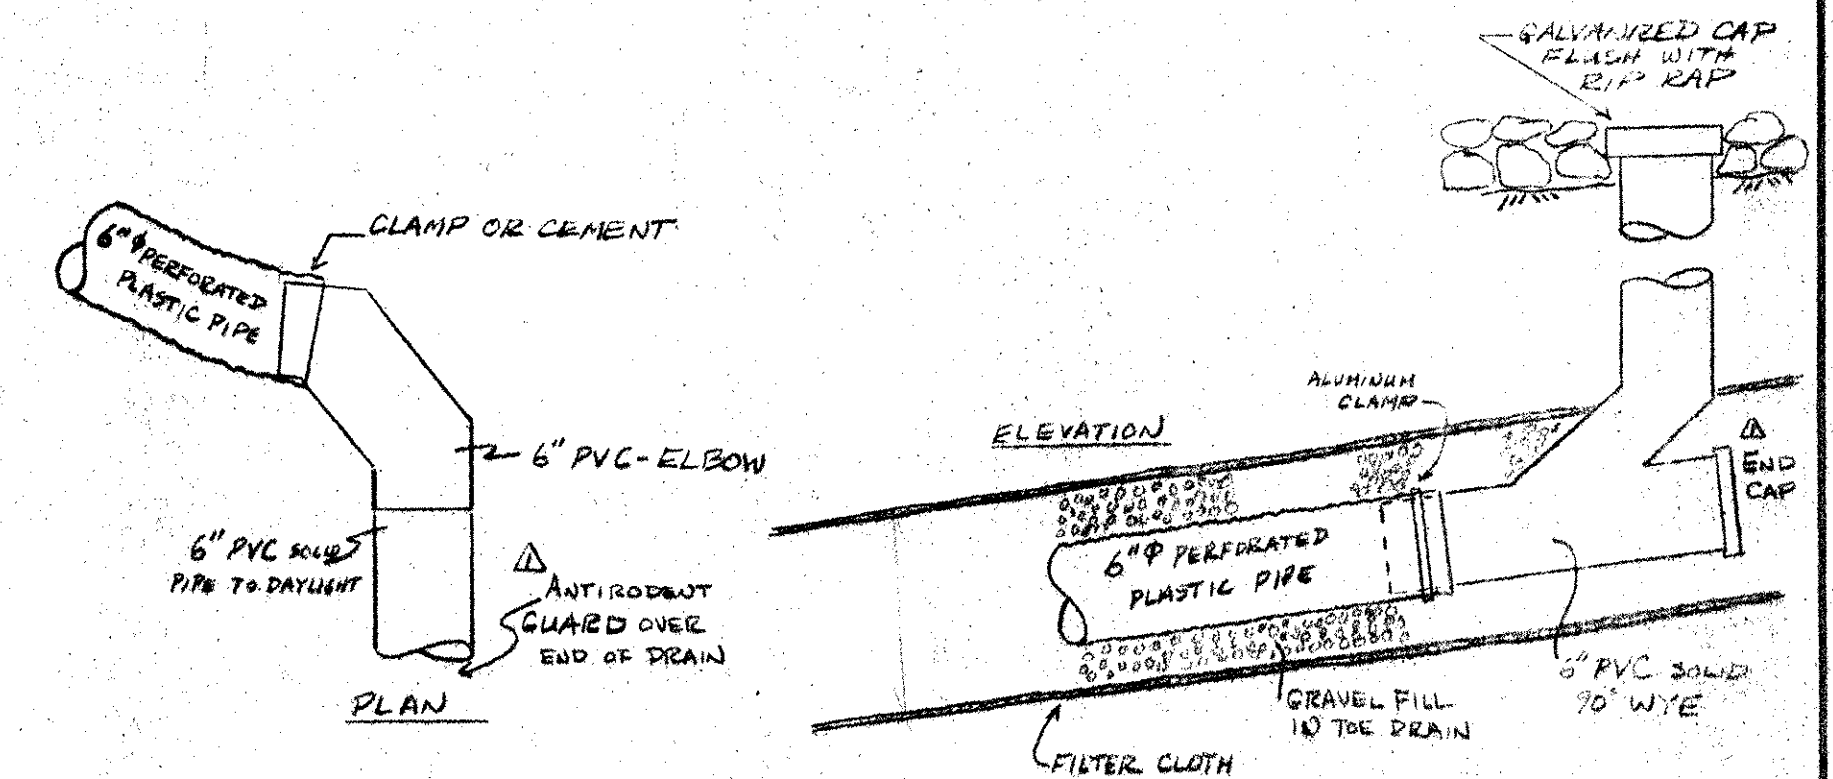 GALVANIZED CAP
FLUSH WITH
RIP RAP
CLAMP OR CEMENT
6" Φ PERFORATED
PLASTIC PIPE
6" PVC-ELBOW
6" PVC SOLID
PIPE TO DAYLIGHT
1
ANTIRODENT
GUARD OVER
END OF DRAIN
PLAN
ELEVATION
ALUMINUM
CLAMP
1
END
CAP
6" Φ PERFORATED
PLASTIC PIPE
6" PVC SOLID
90° WYE
GRAVEL FILL
IN TOE DRAIN
FILTER CLOTH